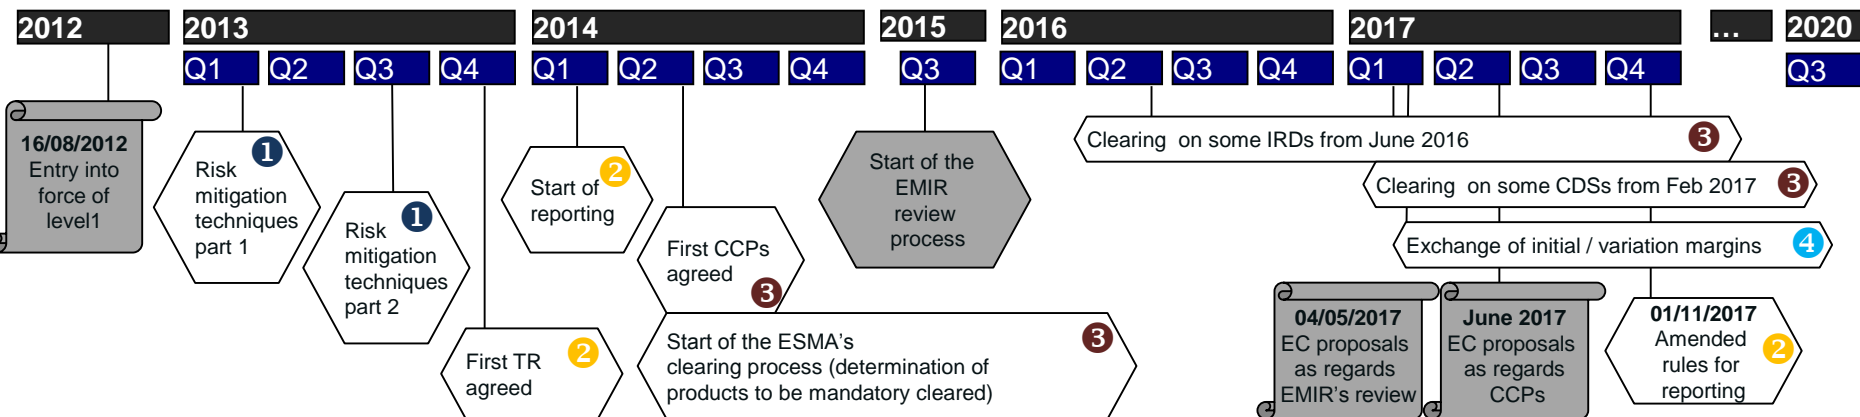 2012 2013 2014 2015 2016 2017 ... 2020
Q1 Q2 Q3 Q4 Q1 Q2 Q3 Q4 Q3 Q1 Q2 Q3 Q4 Q1 Q2 Q3 Q4 Q3
16/08/2012
Entry into
force of
level1
1
Risk
mitigation
techniques
part 1
1
Risk
mitigation
techniques
part 2
First TR
agreed
2
Start of
reporting
2
First CCPs
agreed
3
Start of the ESMA's
clearing process (determination of
products to be mandatory cleared)
3
Start of the
EMIR
review
process
Clearing on some IRDs from June 2016 3
Clearing on some CDSs from Feb 2017 3
Exchange of initial / variation margins 4
04/05/2017
EC proposals
as regards
EMIR's review
June 2017
EC proposals
as regards
CCPs
01/11/2017
Amended
rules for
reporting
2